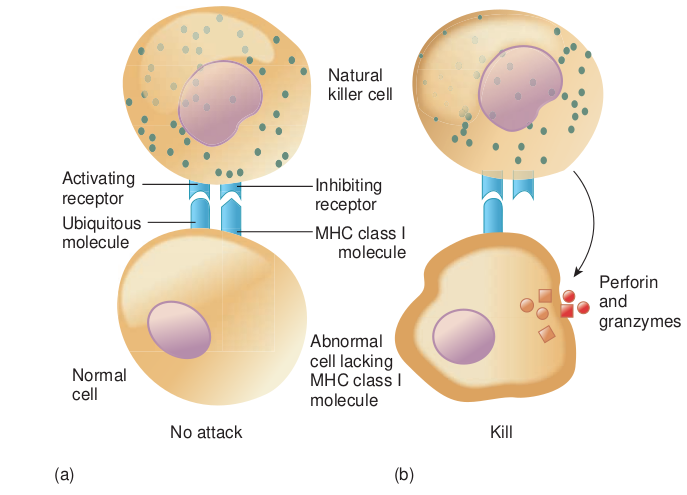 Natural
killer cell
Activating
receptor
Ubiquitous
molecule
Inhibiting
receptor
MHC class I
molecule
Perforin
and
granzymes
Abnormal
cell lacking
MHC class I
molecule
Normal
cell
No attack
Kill
(a)
(b)